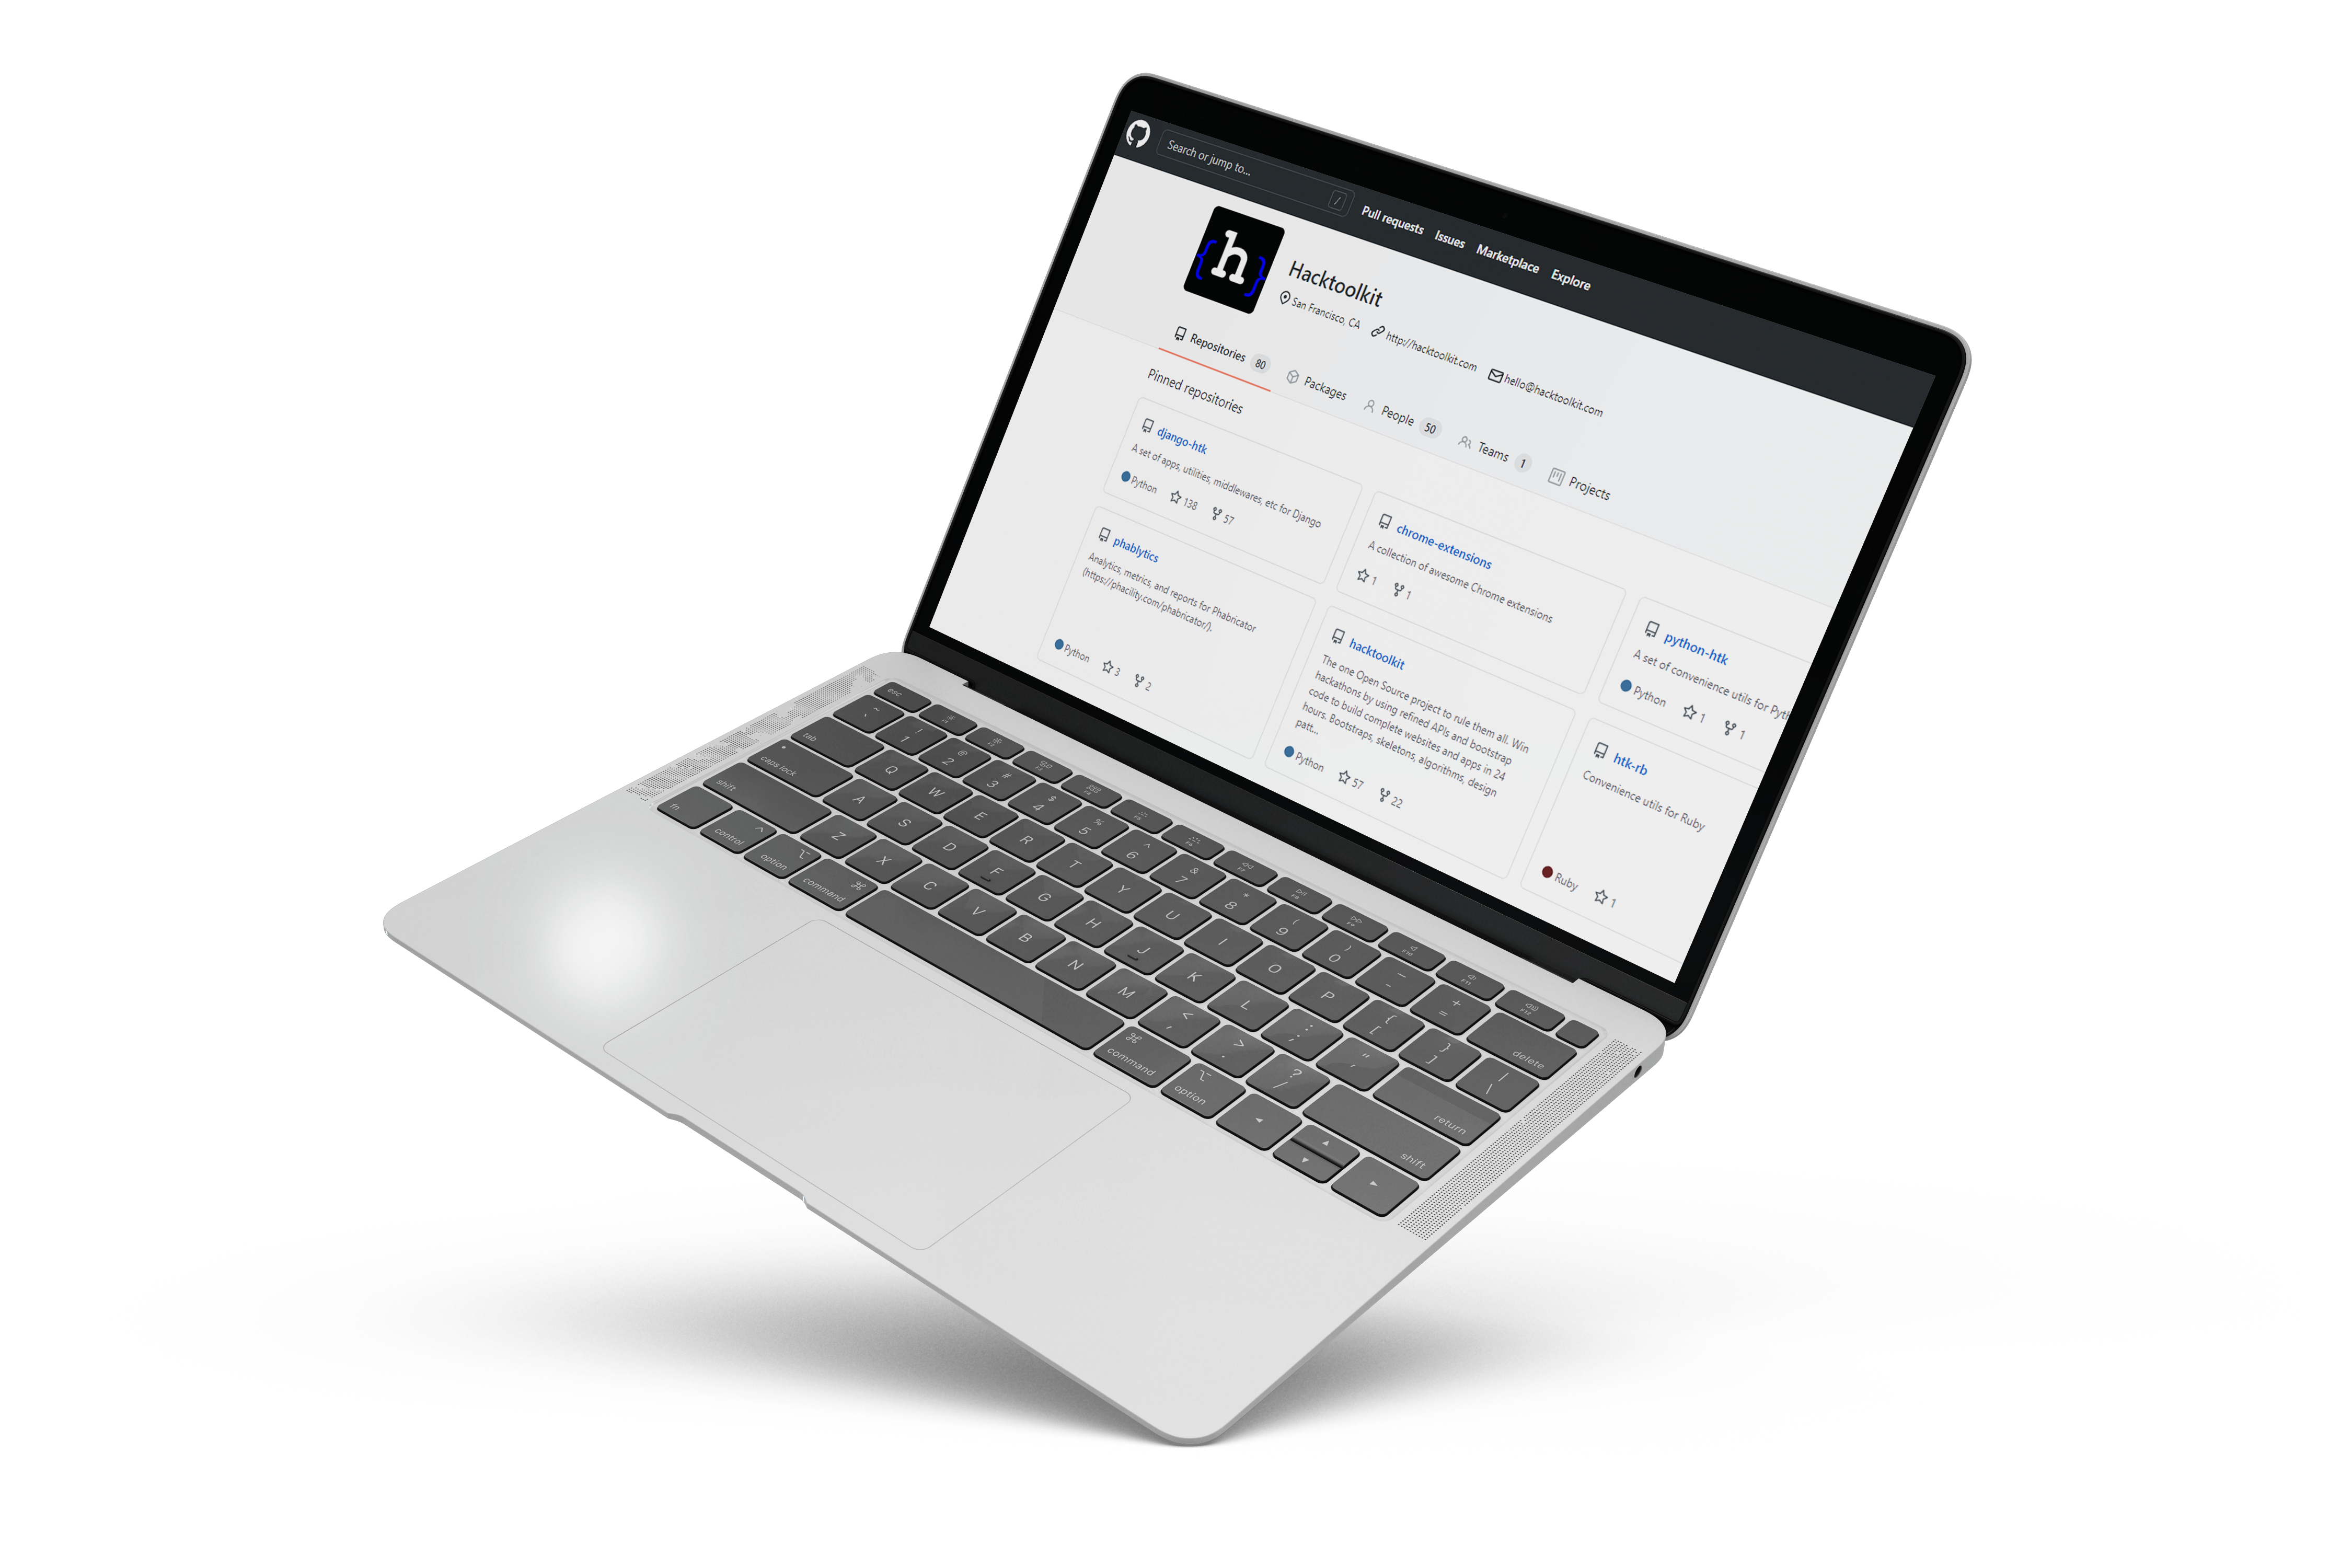 Search or jump to...
/
Pull requests Issues Marketplace Explore
{h}
Hacktoolkit
San Francisco, CA http://hacktoolkit.com hello@hacktoolkit.com
Repositories 80 Packages People 50 Teams 1 Projects
Pinned repositories
django-htk
A set of apps, utilities, middlewares, etc for Django
Python 138 57
chrome-extensions
A collection of awesome Chrome extensions
1 1
python-htk
A set of convenience utils for Pyth
Python 1 1
phablytics
Analytics, metrics, and reports for Phabricator
(https://phacility.com/phabricator/).
Python 3 2
hacktoolkit
The one Open Source project to rule them all. Win
hackathons by using refined APIs and bootstrap
code to build complete websites and apps in 24
hours. Bootstraps, skeletons, algorithms, design
patt...
Python 57 22
htk-rb
Convenience utils for Ruby
Ruby 1
esc
~ ! @ # $ % ^ & * ( ) _ +
` 1 2 3 4 5 6 7 8 9 0 - = delete
tab Q W E R T Y U I O P { [ } ] | \
caps lock A S D F G H J K L : ; " ' return
shift Z X C V B N M < , > . ? / shift
fn control option command command option